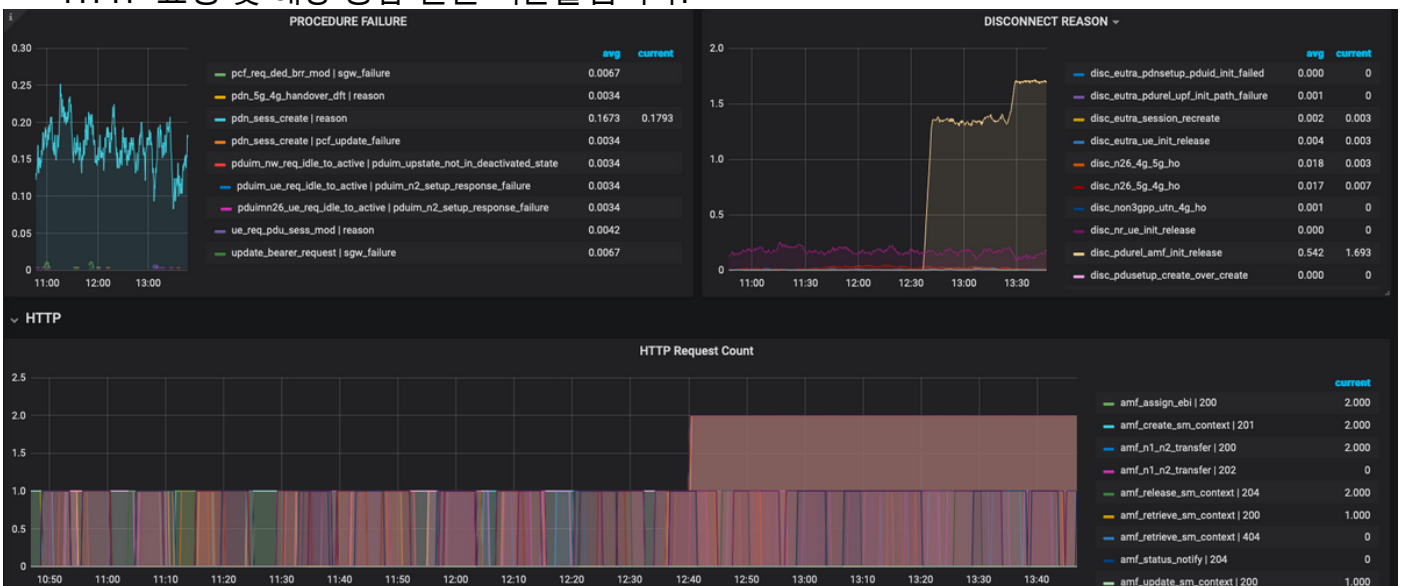 HTTP 요청 및 해당 응답 전환
PROCEDURE FAILURE
0.30
0.25
0.20
0.15
0.10
0.05
0
11:00 12:00 13:00
avg current
pcf_req_ded_brr_mod | sgw_failure 0.0067
pdn_5g_4g_handover_dft | reason 0.0034
pdn_sess_create | reason 0.1673 0.1793
pdn_sess_create | pcf_update_failure 0.0034
pduim_nw_req_idle_to_active | pduim_upstate_not_in_deactivated_state 0.0034
pduim_ue_req_idle_to_active | pduim_n2_setup_response_failure 0.0034
pduimn26_ue_req_idle_to_active | pduim_n2_setup_response_failure 0.0034
ue_req_pdu_sess_mod | reason 0.0042
update_bearer_request | sgw_failure 0.0067
DISCONNECT REASON
2.0
1.5
1.0
0.5
0
11:00 11:30 12:00 12:30 13:00 13:30
avg current
disc_eutra_pdnsetup_pduid_init_failed 0.000 0
disc_eutra_pdurel_upf_init_path_failure 0.001 0
disc_eutra_session_recreate 0.002 0.003
disc_eutra_ue_init_release 0.004 0.003
disc_n26_4g_5g_ho 0.018 0.003
disc_n26_5g_4g_ho 0.017 0.007
disc_non3gpp_utn_4g_ho 0.001 0
disc_nr_ue_init_release 0.000 0
disc_pdurel_amf_init_release 0.542 1.693
disc_pdusetup_create_over_create 0.000 0
HTTP
HTTP Request Count
2.5
2.0
1.5
1.0
0.5
0
10:50 11:00 11:10 11:20 11:30 11:40 11:50 12:00 12:10 12:20 12:30 12:40 12:50 13:00 13:10 13:20 13:30 13:40
current
amf_assign_ebi | 200 2.000
amf_create_sm_context | 201 2.000
amf_n1_n2_transfer | 200 2.000
amf_n1_n2_transfer | 202 0
amf_release_sm_context | 204 2.000
amf_retrieve_sm_context | 200 1.000
amf_retrieve_sm_context | 404 0
amf_status_notify | 204 0
amf_update_sm_context | 200 1.000